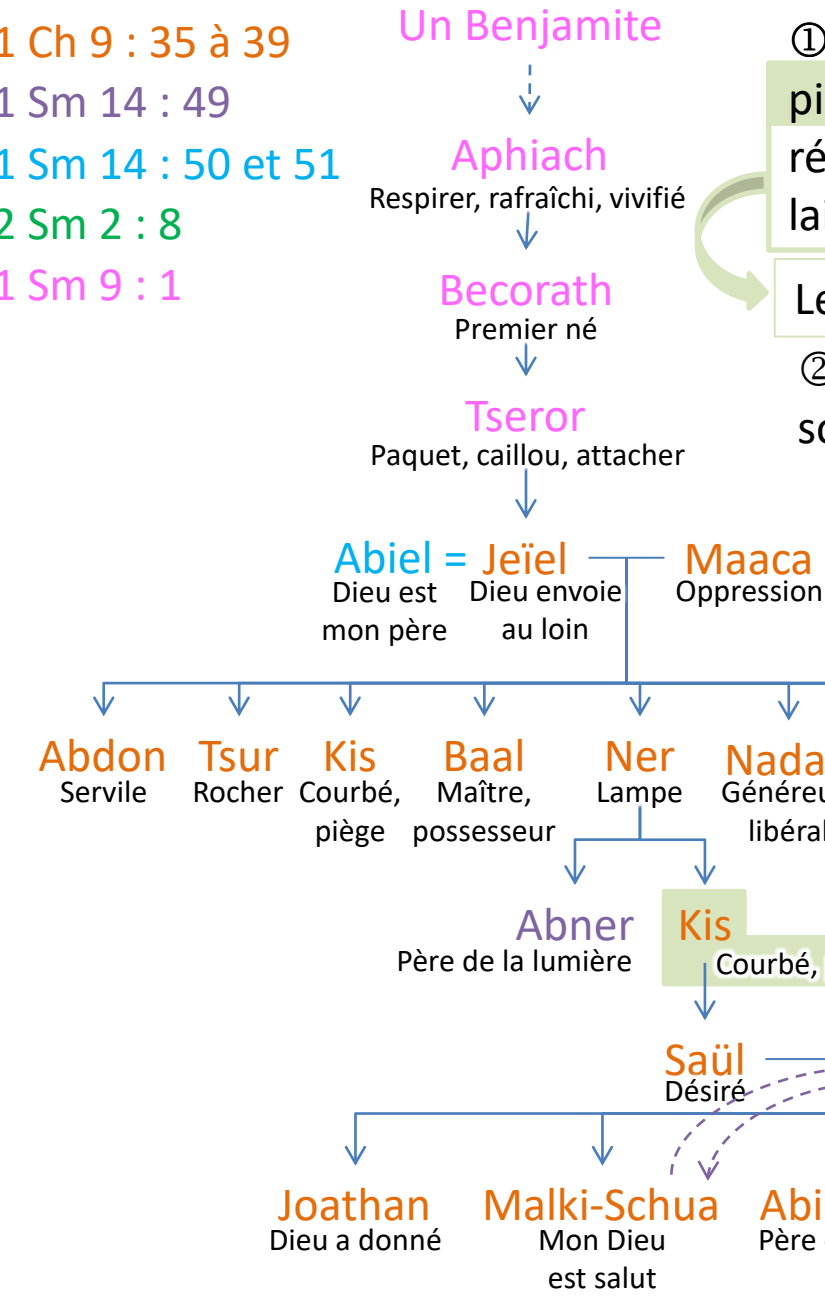 1 Ch 9 : 35 à 39
1 Sm 14 : 49
1 Sm 14 : 50 et 51
2 Sm 2 : 8
1 Sm 9 : 1
Un Benjamite
Aphiach
Respirer, rafraîchi, vivifié
Becorath
Premier né
Tseror
Paquet, caillou, attacher
①
②
Abiel = Jeïel
Maaca
Dieu est
mon père
Dieu envoie
au loin
Oppression
Abdon
Servile
Tsur
Rocher
Kis
Courbé,
piège
Baal
Maître,
possesseur
Ner
Lampe
Abner
Père de la lumière
Kis
Courbé,
Saül
Désiré
Joathan
Dieu a donné
Malki-Schua
Mon Dieu
est salut
Père